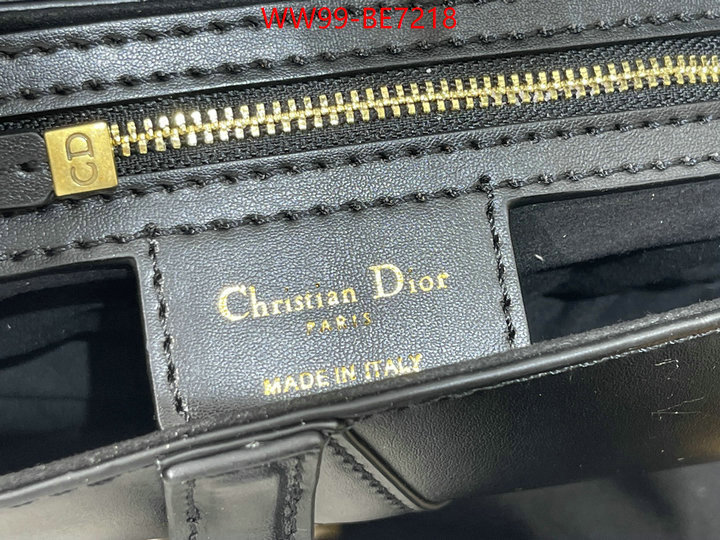 WW99-BE7218
CD
Christian Dior
PARIS
MADE IN ITALY